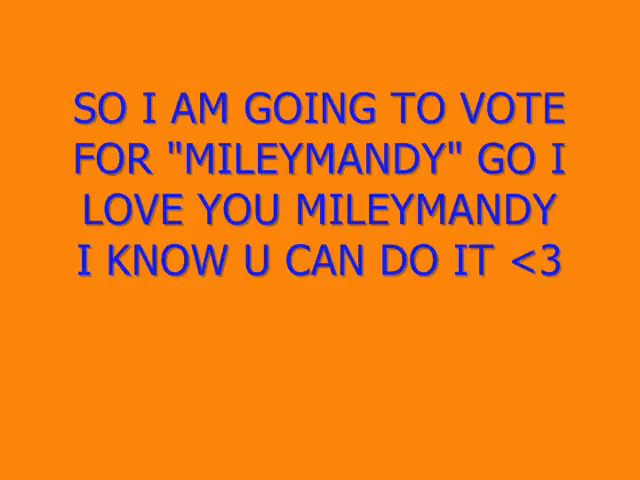 SO I AM GOING TO VOTE
FOR "MILEYMANDY" GO I
LOVE YOU MILEYMANDY
I KNOW U CAN DO IT <3